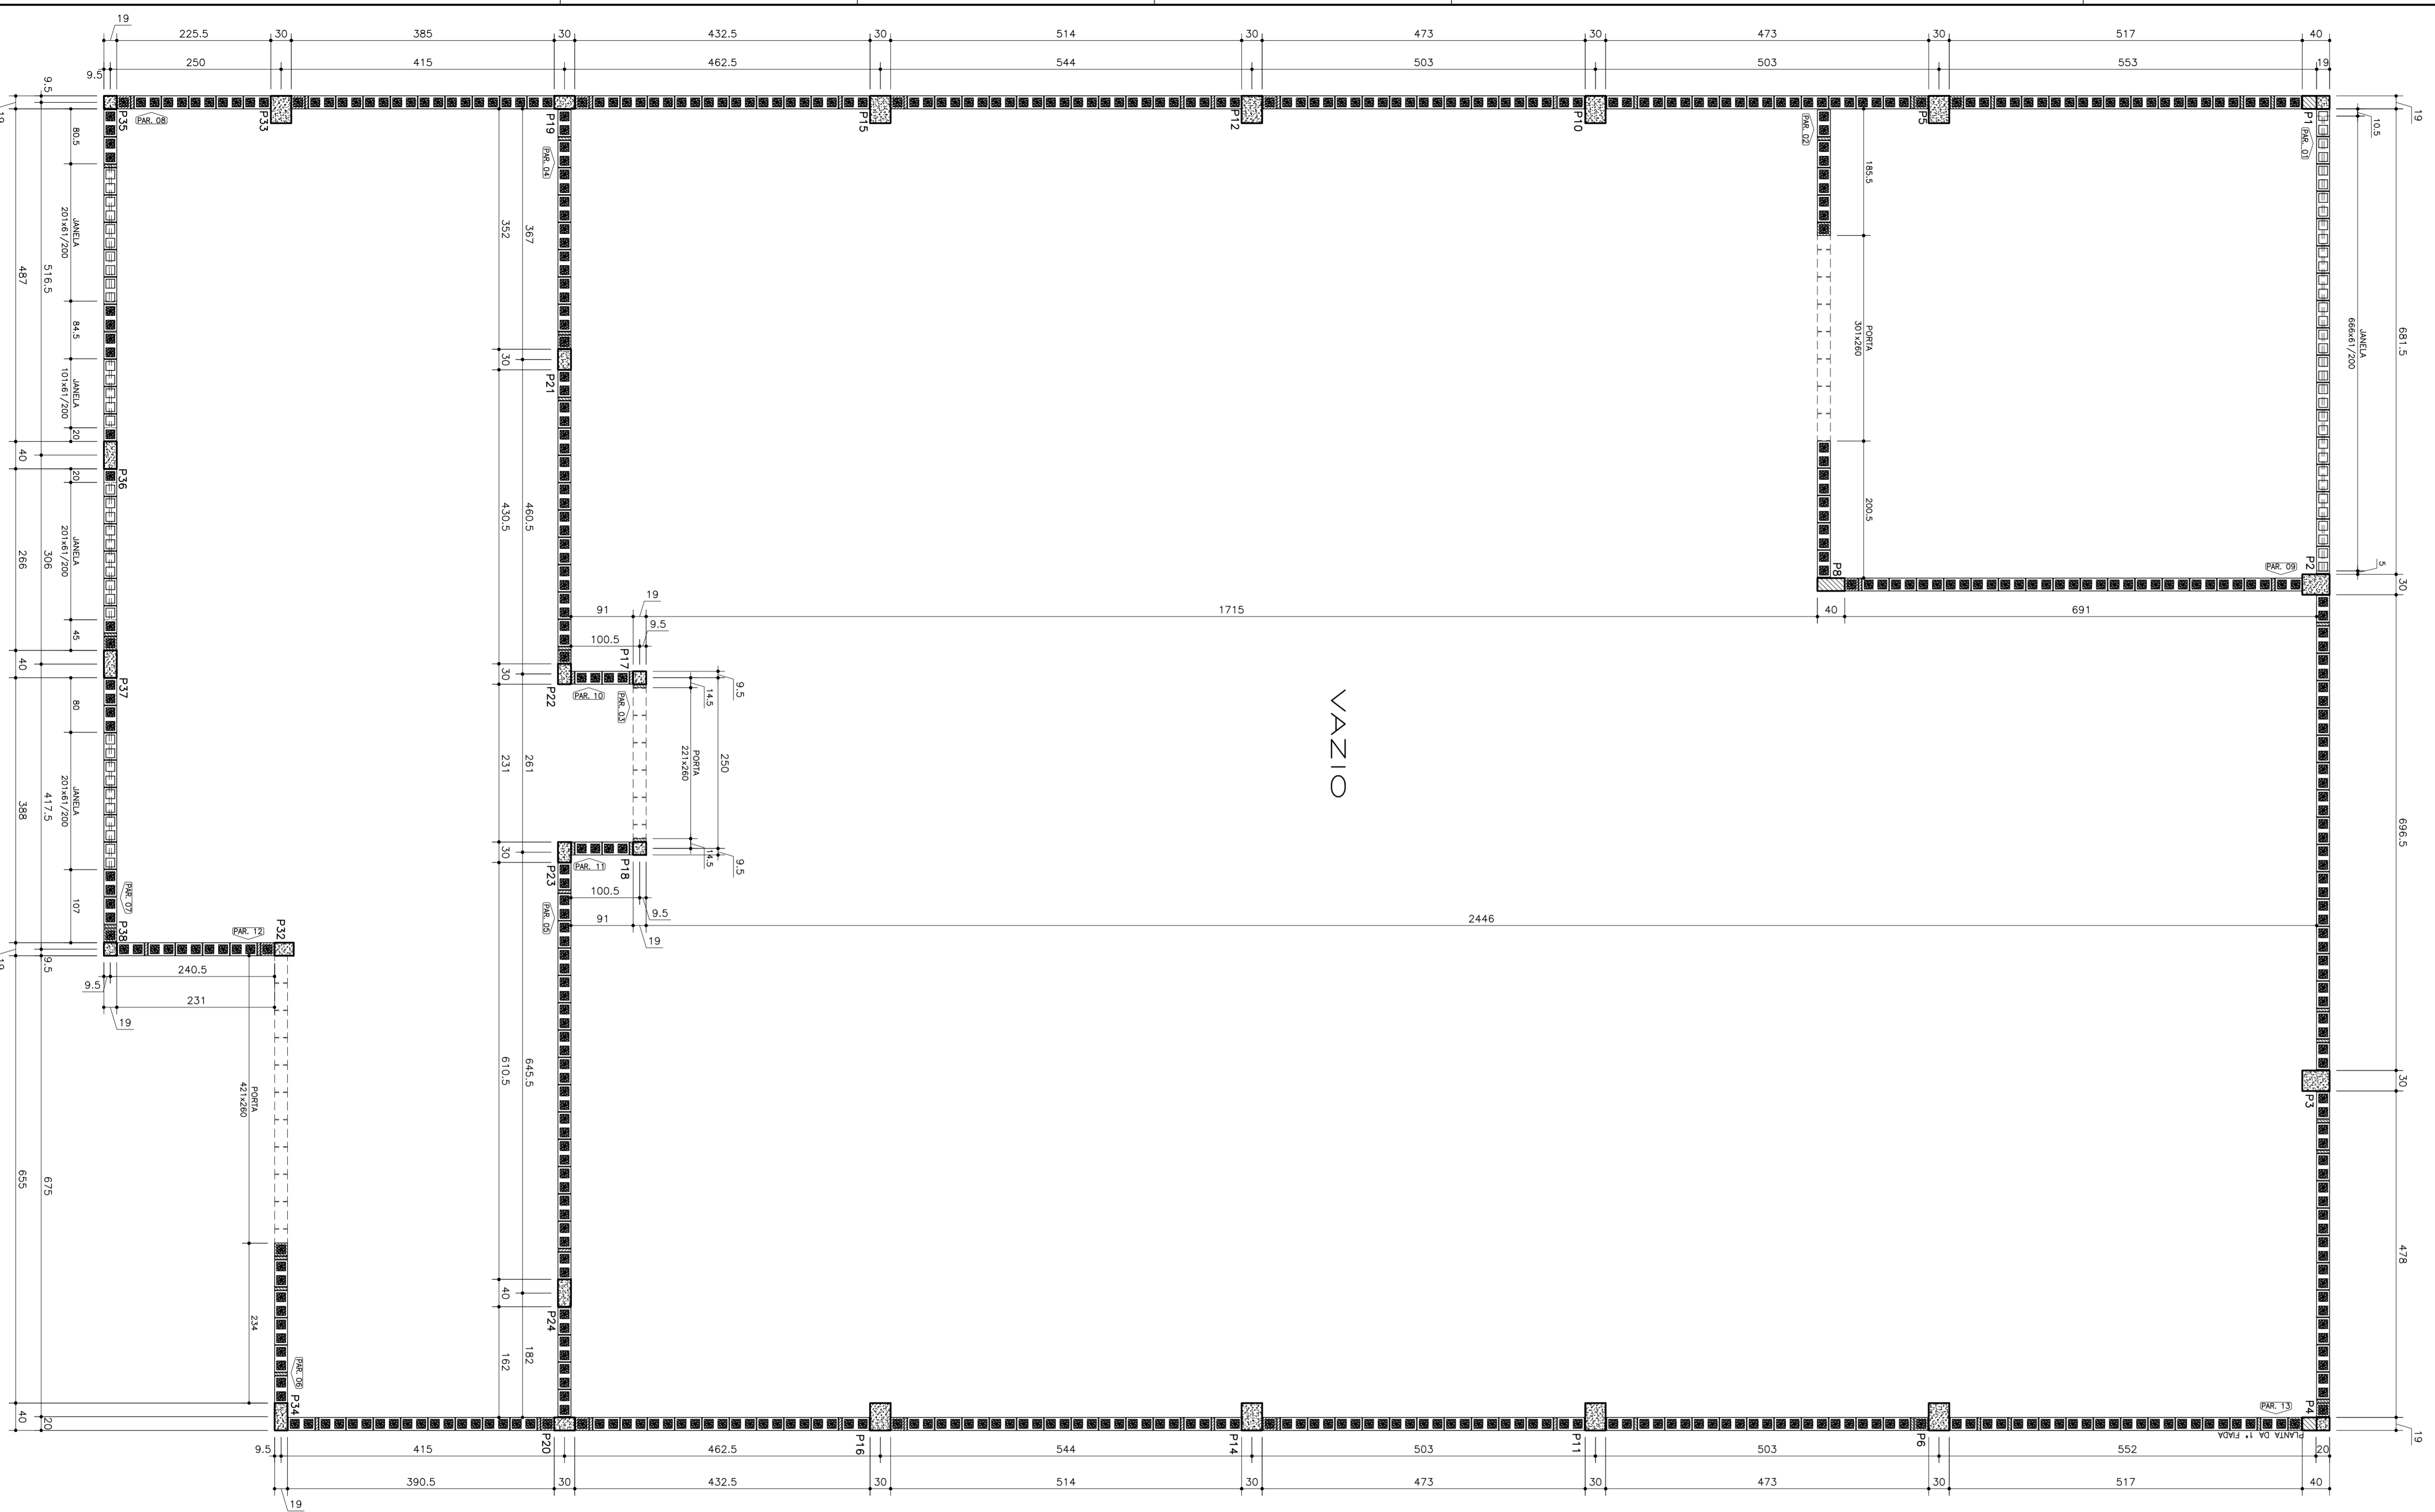 19
225.5 30 385 30 432.5 30 514 30 473 30 473 30 517 40
9.5 250 415 462.5 544 503 503 553 19
P35 PAR. 08 P33 P19 P15 P12 P10 P5 P1
PAR. 04 PAR. 02 PAR. 01
19 10.5
9.5 19
80.5
JANELA
201x61/200
84.5
JANELA
101x61/200
20
487 516.5
40
P36
20
JANELA
201x61/200
45
266 306
40
P37
80
JANELA
201x61/200
107
388 417.5
PAR. 07
P38
19 9.5
655 675
40 20
352 367
30
P21
430.5 460.5
30
P22
231 261
30
P23
PAR. 05
610.5 645.5
40
P24
162 182
185.5
PORTA
301x260
200.5
P8
JANELA
666x61/200
5
P2
PAR. 09
681.5
30
696.5
30
P3
478
19
91 19 1715 40 691
100.5 9.5
P17
PAR. 10
PAR. 03
9.5
14.5
PORTA
221x260
250
14.5
9.5
P18
PAR. 11
100.5 9.5
91 19 2446
VAZIO
PAR. 12 P32
9.5 240.5
231
19
PORTA
421x260
234
PAR. 06
P34
P20 P16 P14 P11 P6 P4
PAR. 13
PLANTA DA 1ª FIADA
9.5 415 462.5 544 503 503 552 20
390.5 30 432.5 30 514 30 473 30 473 30 517 40
19